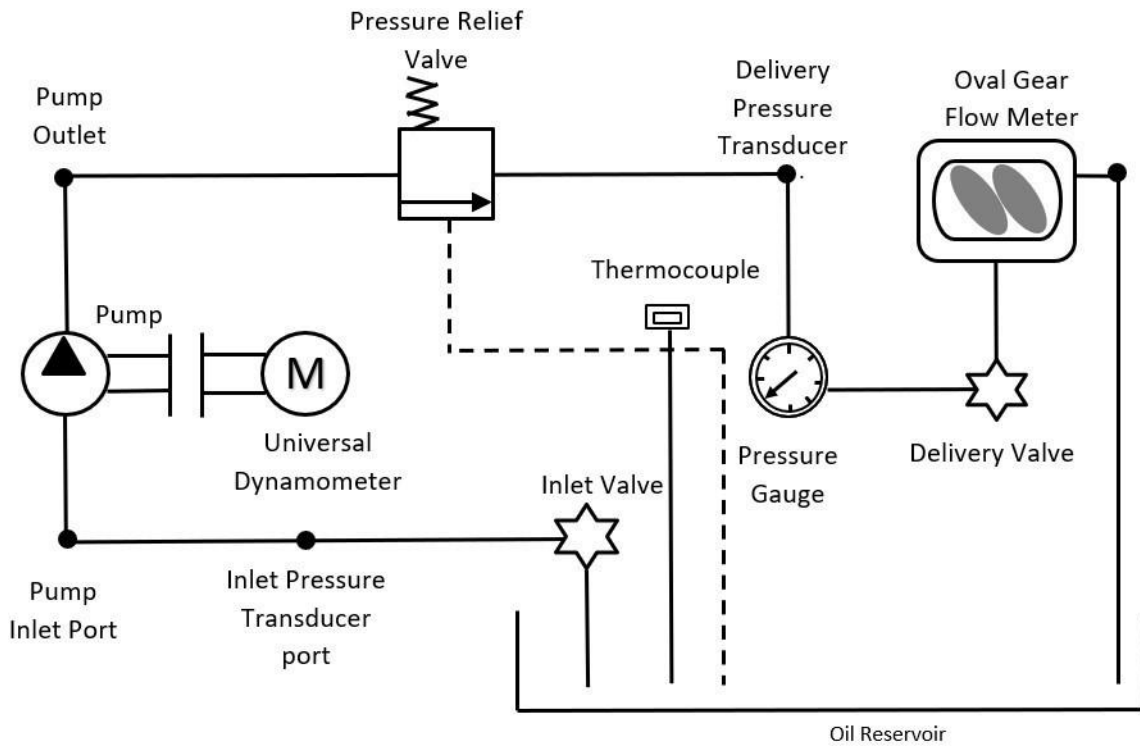 Pressure Relief
Valve
Pump
Outlet
Delivery
Pressure
Transducer
Oval Gear
Flow Meter
Thermocouple
Pump
M
Universal
Dynamometer
Pressure
Gauge
Delivery Valve
Inlet Valve
Pump
Inlet Port
Inlet Pressure
Transducer
port
Oil Reservoir